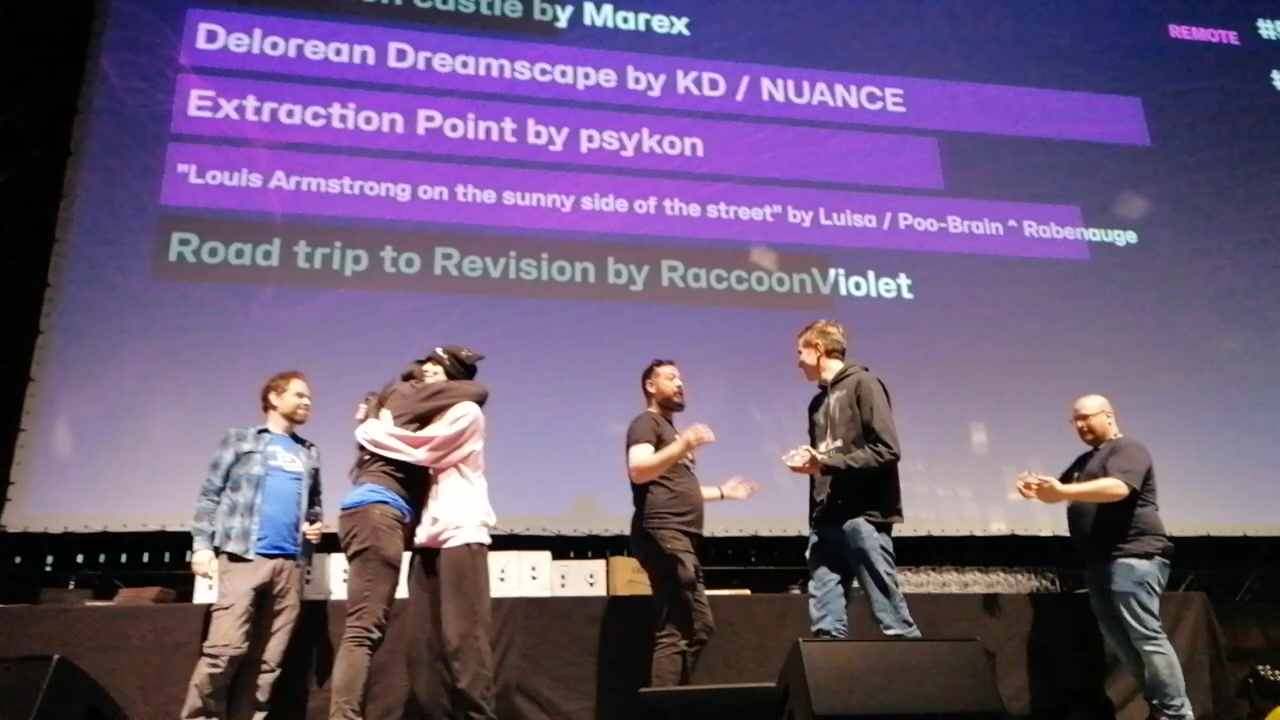 castle by Marex
REMOTE
Delorean Dreamscape by KD / NUANCE
Extraction Point by psykon
"Louis Armstrong on the sunny side of the street" by Luisa / Poo-Brain ^ Rabenauge
Road trip to Revision by RaccoonViolet